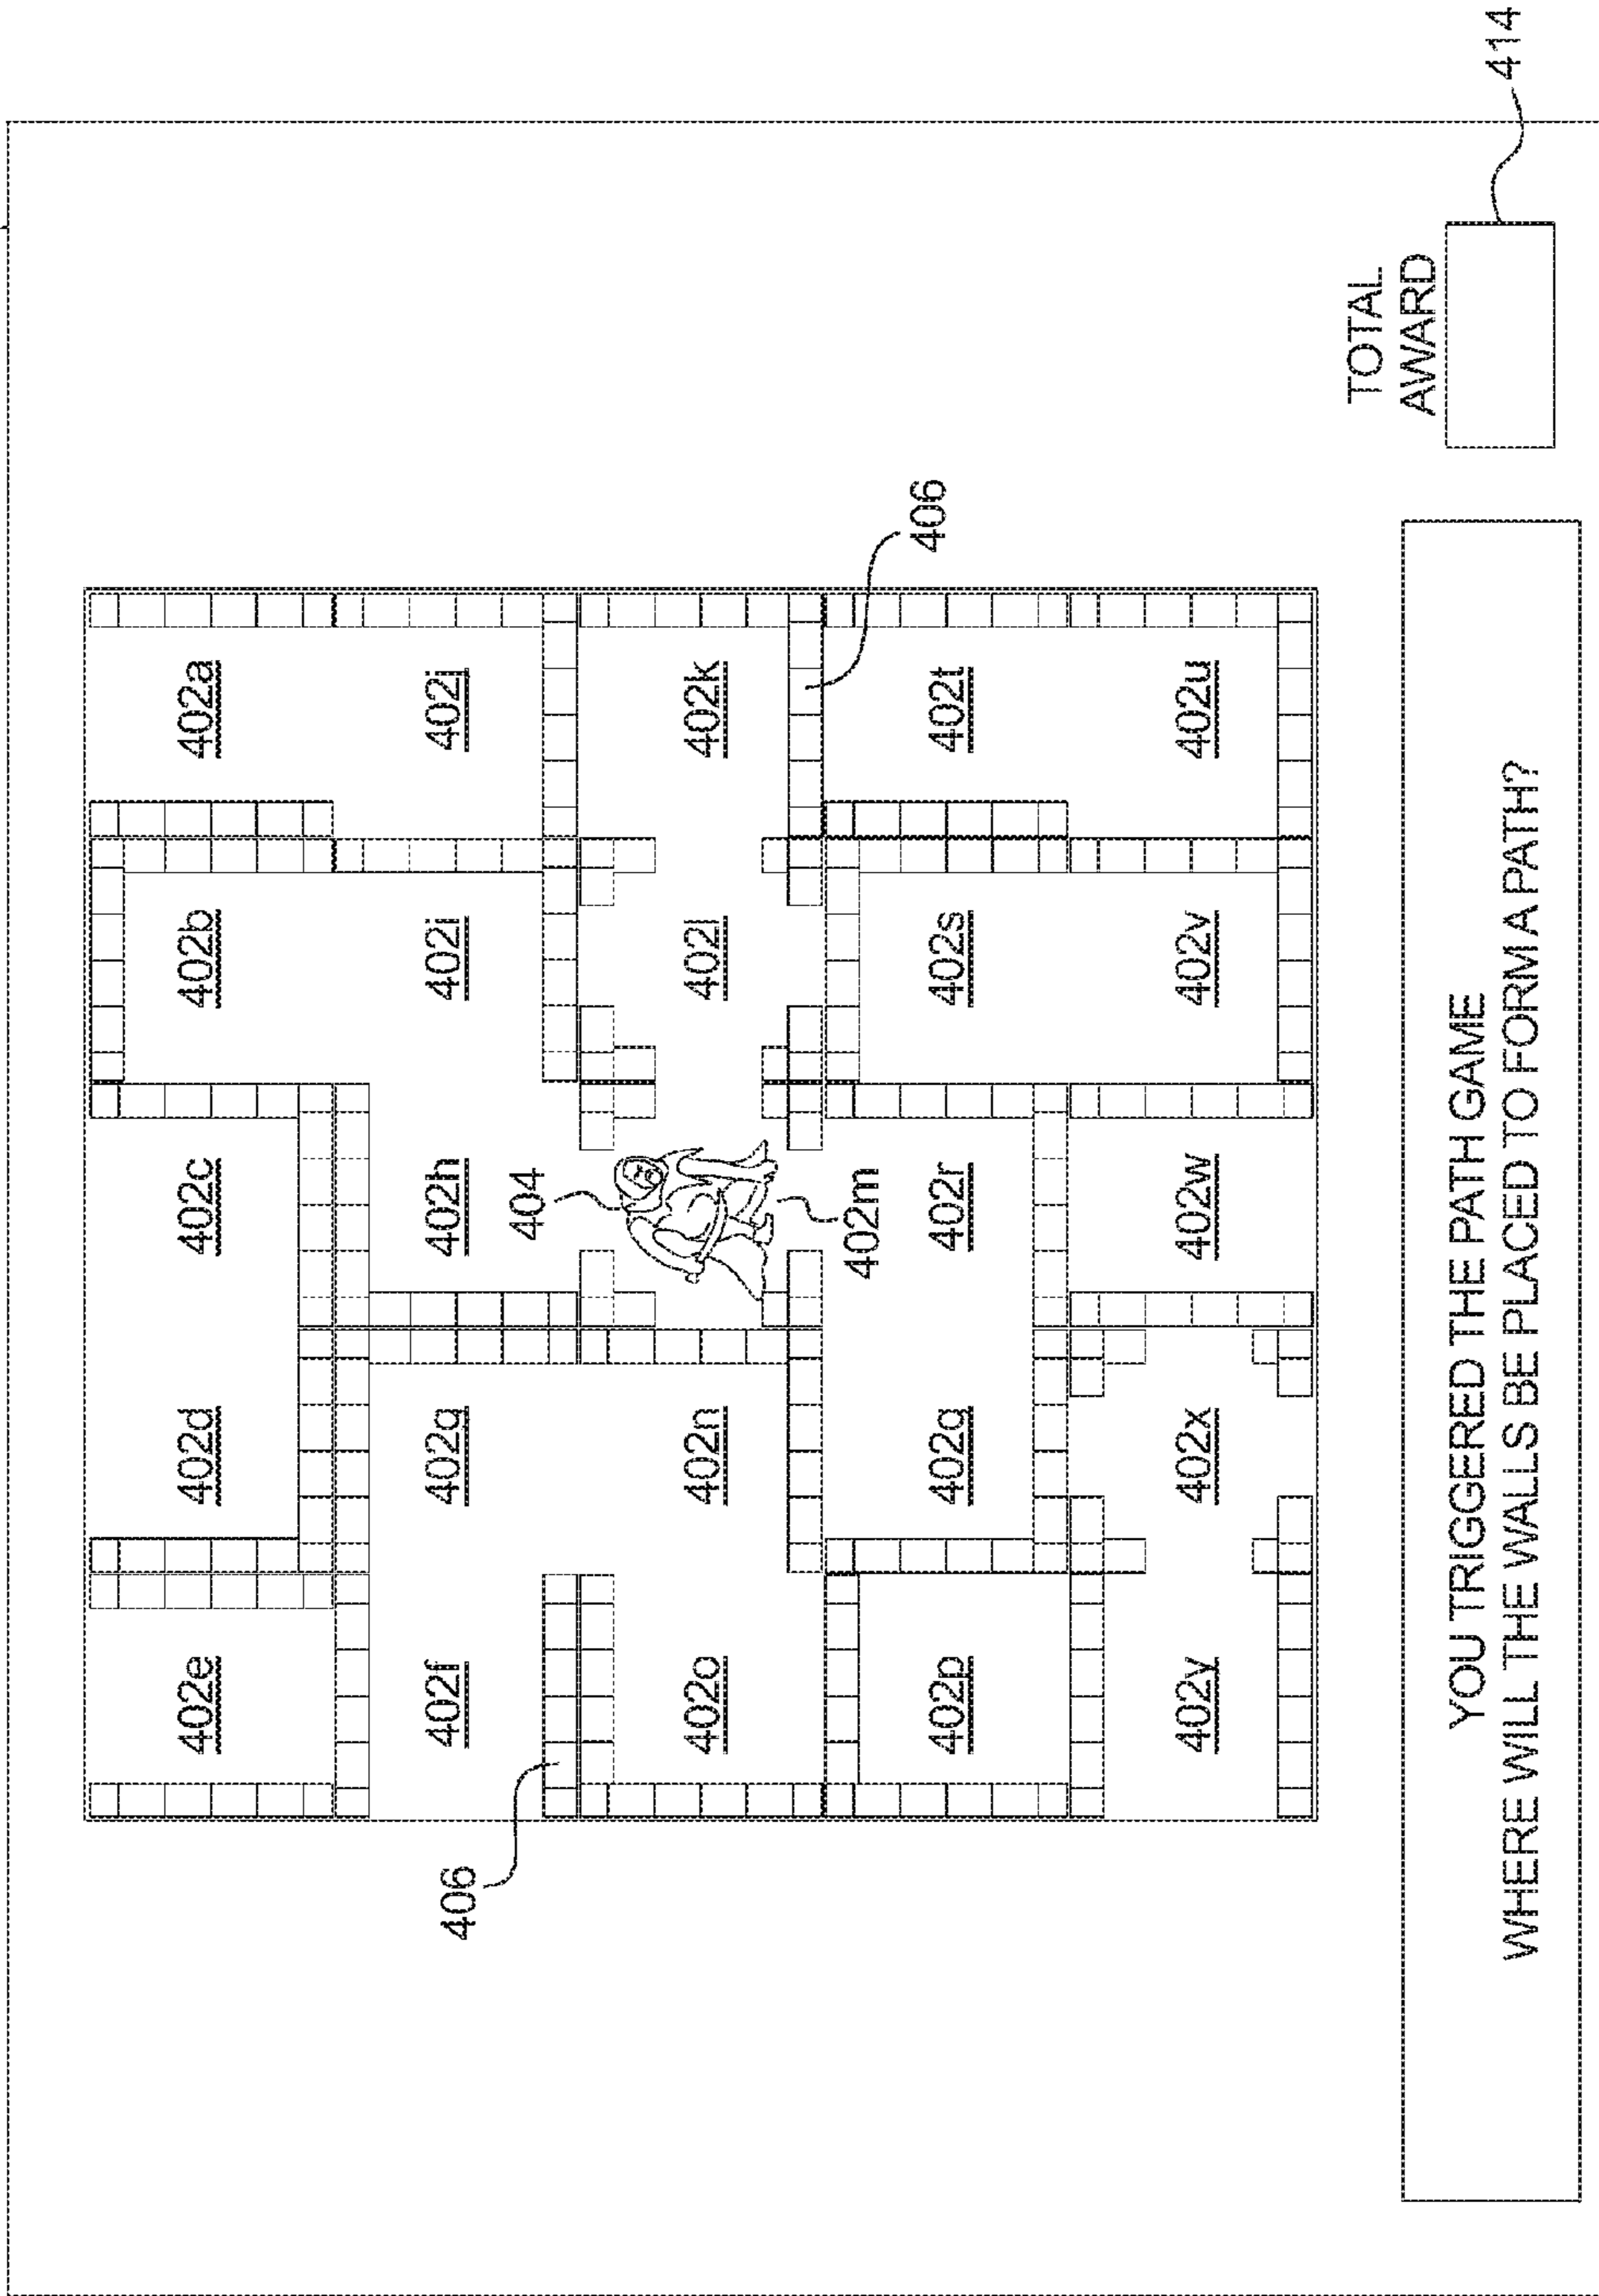 402e 402d 402c 402b 402a
406 402f 402g 402h 402i 402j
404
402o 402n 402m 402l 402k
402p 402q 402r 402s 402t 406
402y 402x 402w 402v 402u
TOTAL
AWARD
YOU TRIGGERED THE PATH GAME
WHERE WILL THE WALLS BE PLACED TO FORM A PATH?
414